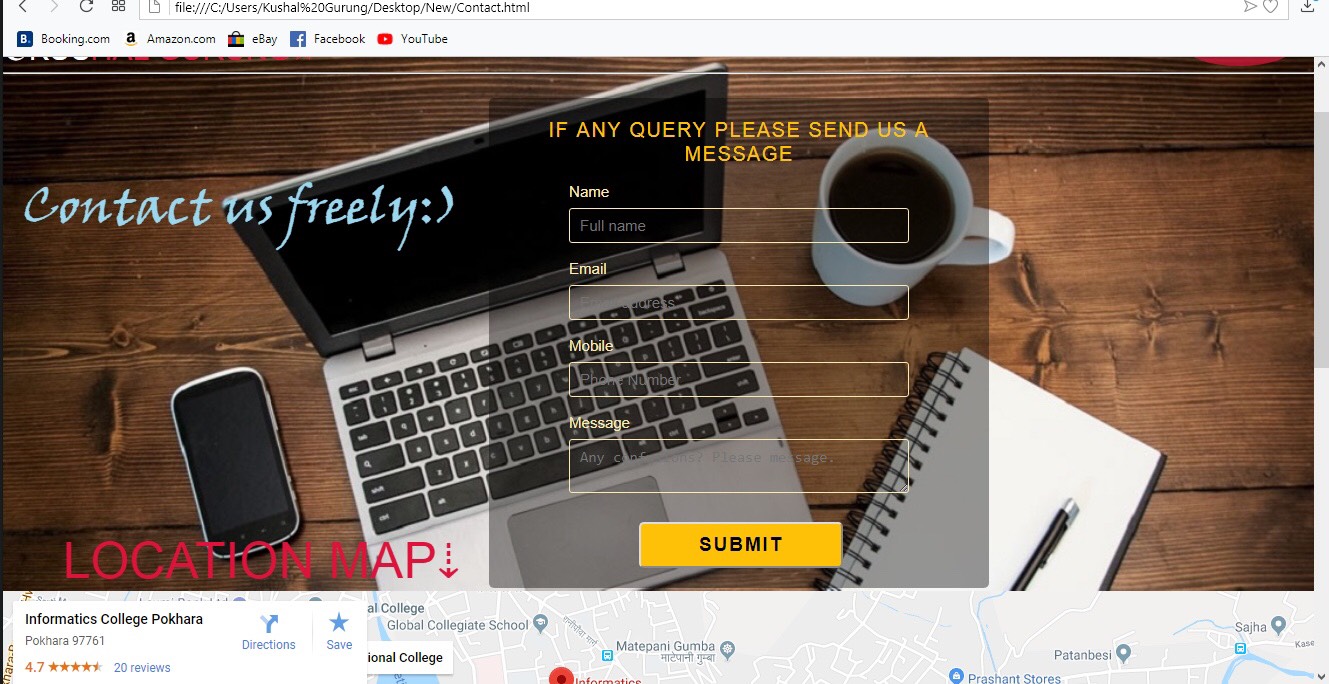 file:///C:/Users/Kushal%20Gurung/Desktop/New/Contact.html
B. Booking.com
a Amazon.com
eBay
f Facebook
YouTube
IF ANY QUERY PLEASE SEND US A
MESSAGE
Contact us freely:)
Name
Full name
Email
Email address
Mobile
Phone Number
Message
Any confusions? Please message.
SUBMIT
LOCATION MAP⇣
Informatics College Pokhara
Pokhara 97761
4.7
20 reviews
Directions
Save
al College
Global Collegiate School
ional College
Matepani Gumba
माटेपानी गुम्बा
Informatics
Patanbesi
Prashant Stores
Sajha
Kase